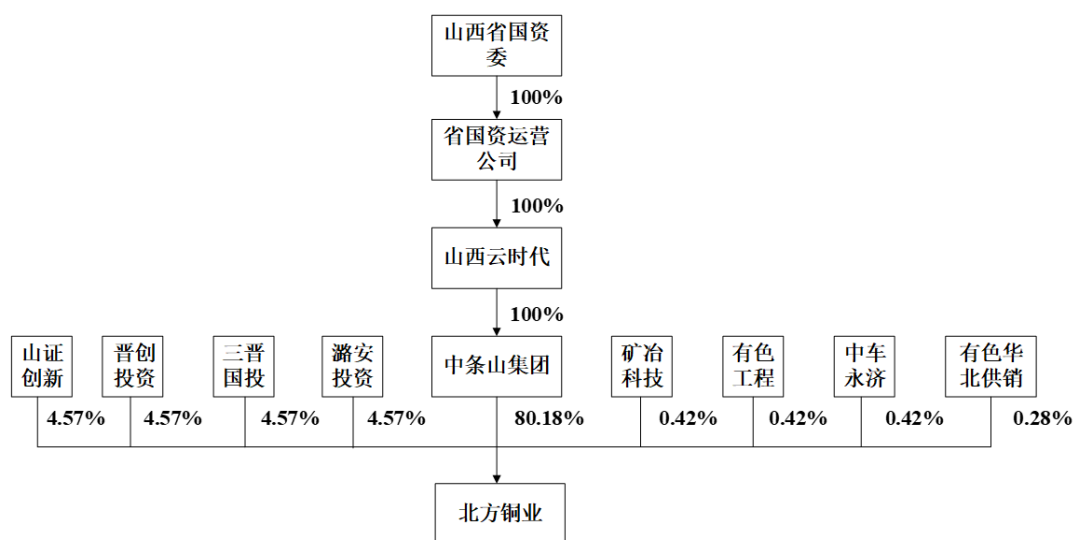 山西省国资
委
100%
省国资运营
公司
100%
山西云时代
100%
山证
创新
晋创
投资
三晋
国投
潞安
投资
中条山集团
矿冶
科技
有色
工程
中车
永济
有色华
北供销
4.57%
4.57%
4.57%
4.57%
80.18%
0.42%
0.42%
0.42%
0.28%
北方铜业